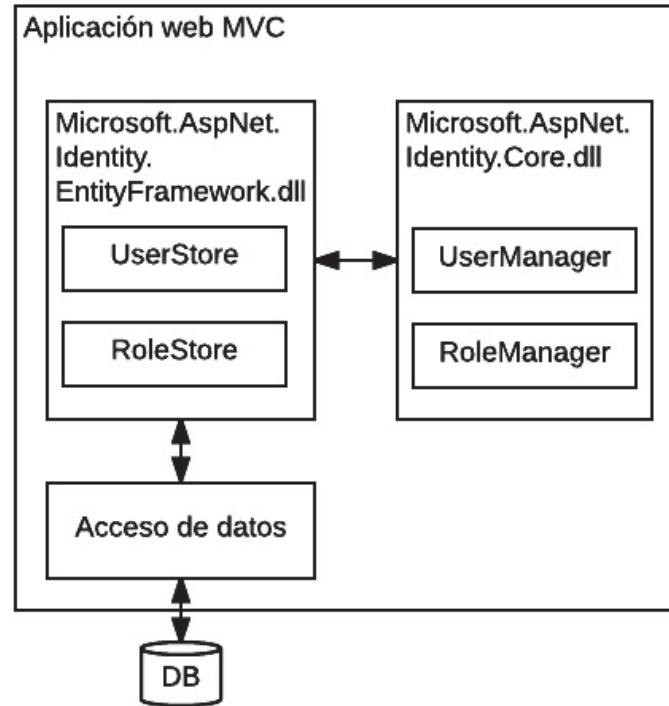 Aplicación web MVC
Microsoft.AspNet.
Identity.
EntityFramework.dll
UserStore
RoleStore
Microsoft.AspNet.
Identity.Core.dll
UserManager
RoleManager
Acceso de datos
DB